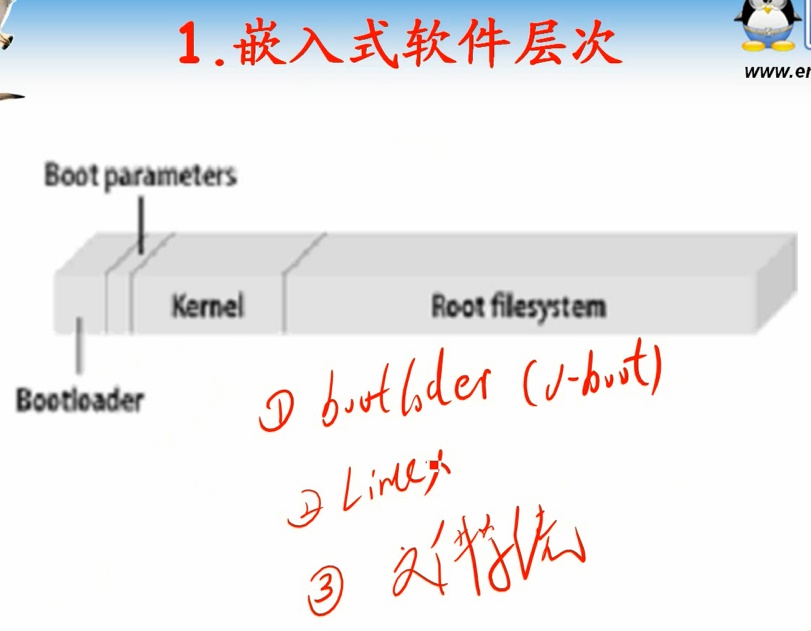 1.嵌入式软件层次
www.er
Boot parameters
Kernel
Root filesystem
Bootloader
① bootloder (U-boot)
② Linux
③ 文件系统